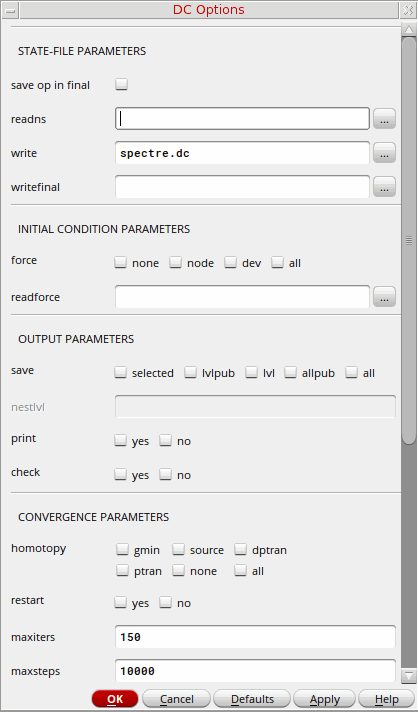 DC Options
STATE-FILE PARAMETERS
save op in final
readns ...
write spectre.dc ...
writefinal ...
INITIAL CONDITION PARAMETERS
force none node dev all
readforce ...
OUTPUT PARAMETERS
save selected lvlpub lvl allpub all
nestlvl
print yes no
check yes no
CONVERGENCE PARAMETERS
homotopy gmin source dptran
ptran none all
restart yes no
maxiters 150
maxsteps 10000
OK Cancel Defaults Apply Help